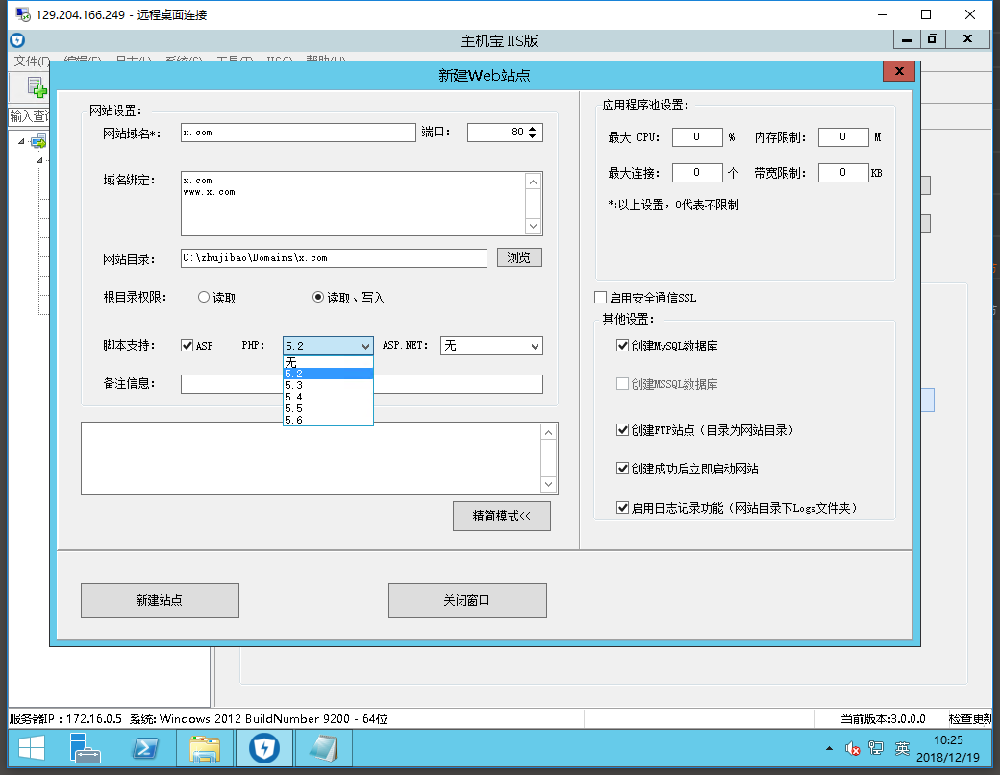 129.204.166.249 - 远程桌面连接
主机宝 IIS版
新建Web站点
输入查
网站设置:
网站域名*: x.com 端口: 80
域名绑定: x.com
www.x.com
网站目录: C:\zhujibao\Domains\x.com 浏览
根目录权限: 读取 读取、写入
脚本支持: ASP PHP: 5.2 ASP.NET: 无
无
5.2
5.3
5.4
5.5
5.6
备注信息:
精简模式<<
应用程序池设置:
最大 CPU: 0 % 内存限制: 0 M
最大连接: 0 个 带宽限制: 0 KB
*:以上设置，0代表不限制
启用安全通信SSL
其他设置:
创建MySQL数据库
创建MSSQL数据库
创建FTP站点（目录为网站目录）
创建成功后立即启动网站
启用日志记录功能（网站目录下Logs文件夹）
新建站点 关闭窗口
服务器IP：172.16.0.5 系统: Windows 2012 BuildNumber 9200 - 64位 当前版本:3.0.0.0 检查更新
英 10:25
2018/12/19